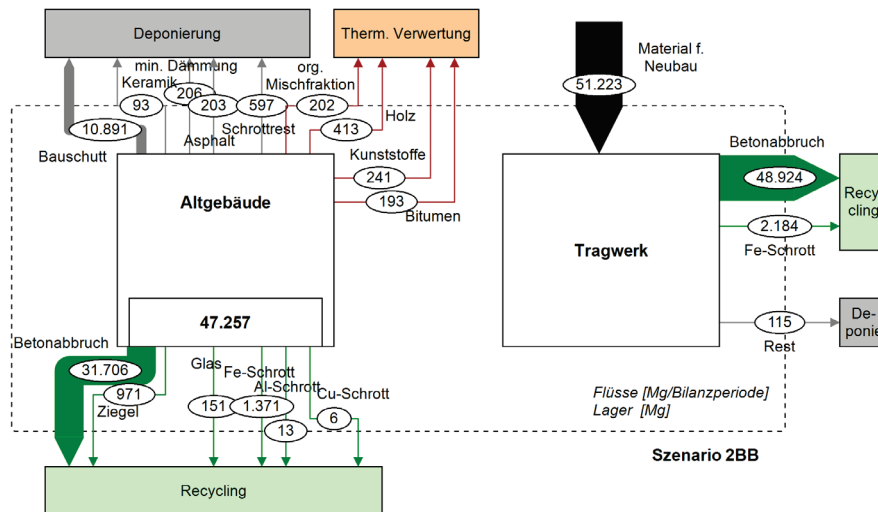 Deponierung
Therm. Verwertung
Material f.
Neubau
51.223
min. Dämmung
org.
Keramik
Mischfraktion
206
93
203
597
202
Holz
10.891
Asphalt
Schrottrest
413
Bauschutt
Kunststoffe
241
193
Bitumen
Altgebäude
47.257
Betonabbruch
48.924
Recy
cling
2.184
Fe-Schrott
Tragwerk
115
Rest
De-
ponie
Betonabbruch
31.706
971
Ziegel
Glas
Fe-Schrott
Al-Schrott
Cu-Schrott
151
1.371
13
6
Flüsse [Mg/Bilanzperiode]
Lager [Mg]
Szenario 2BB
Recycling